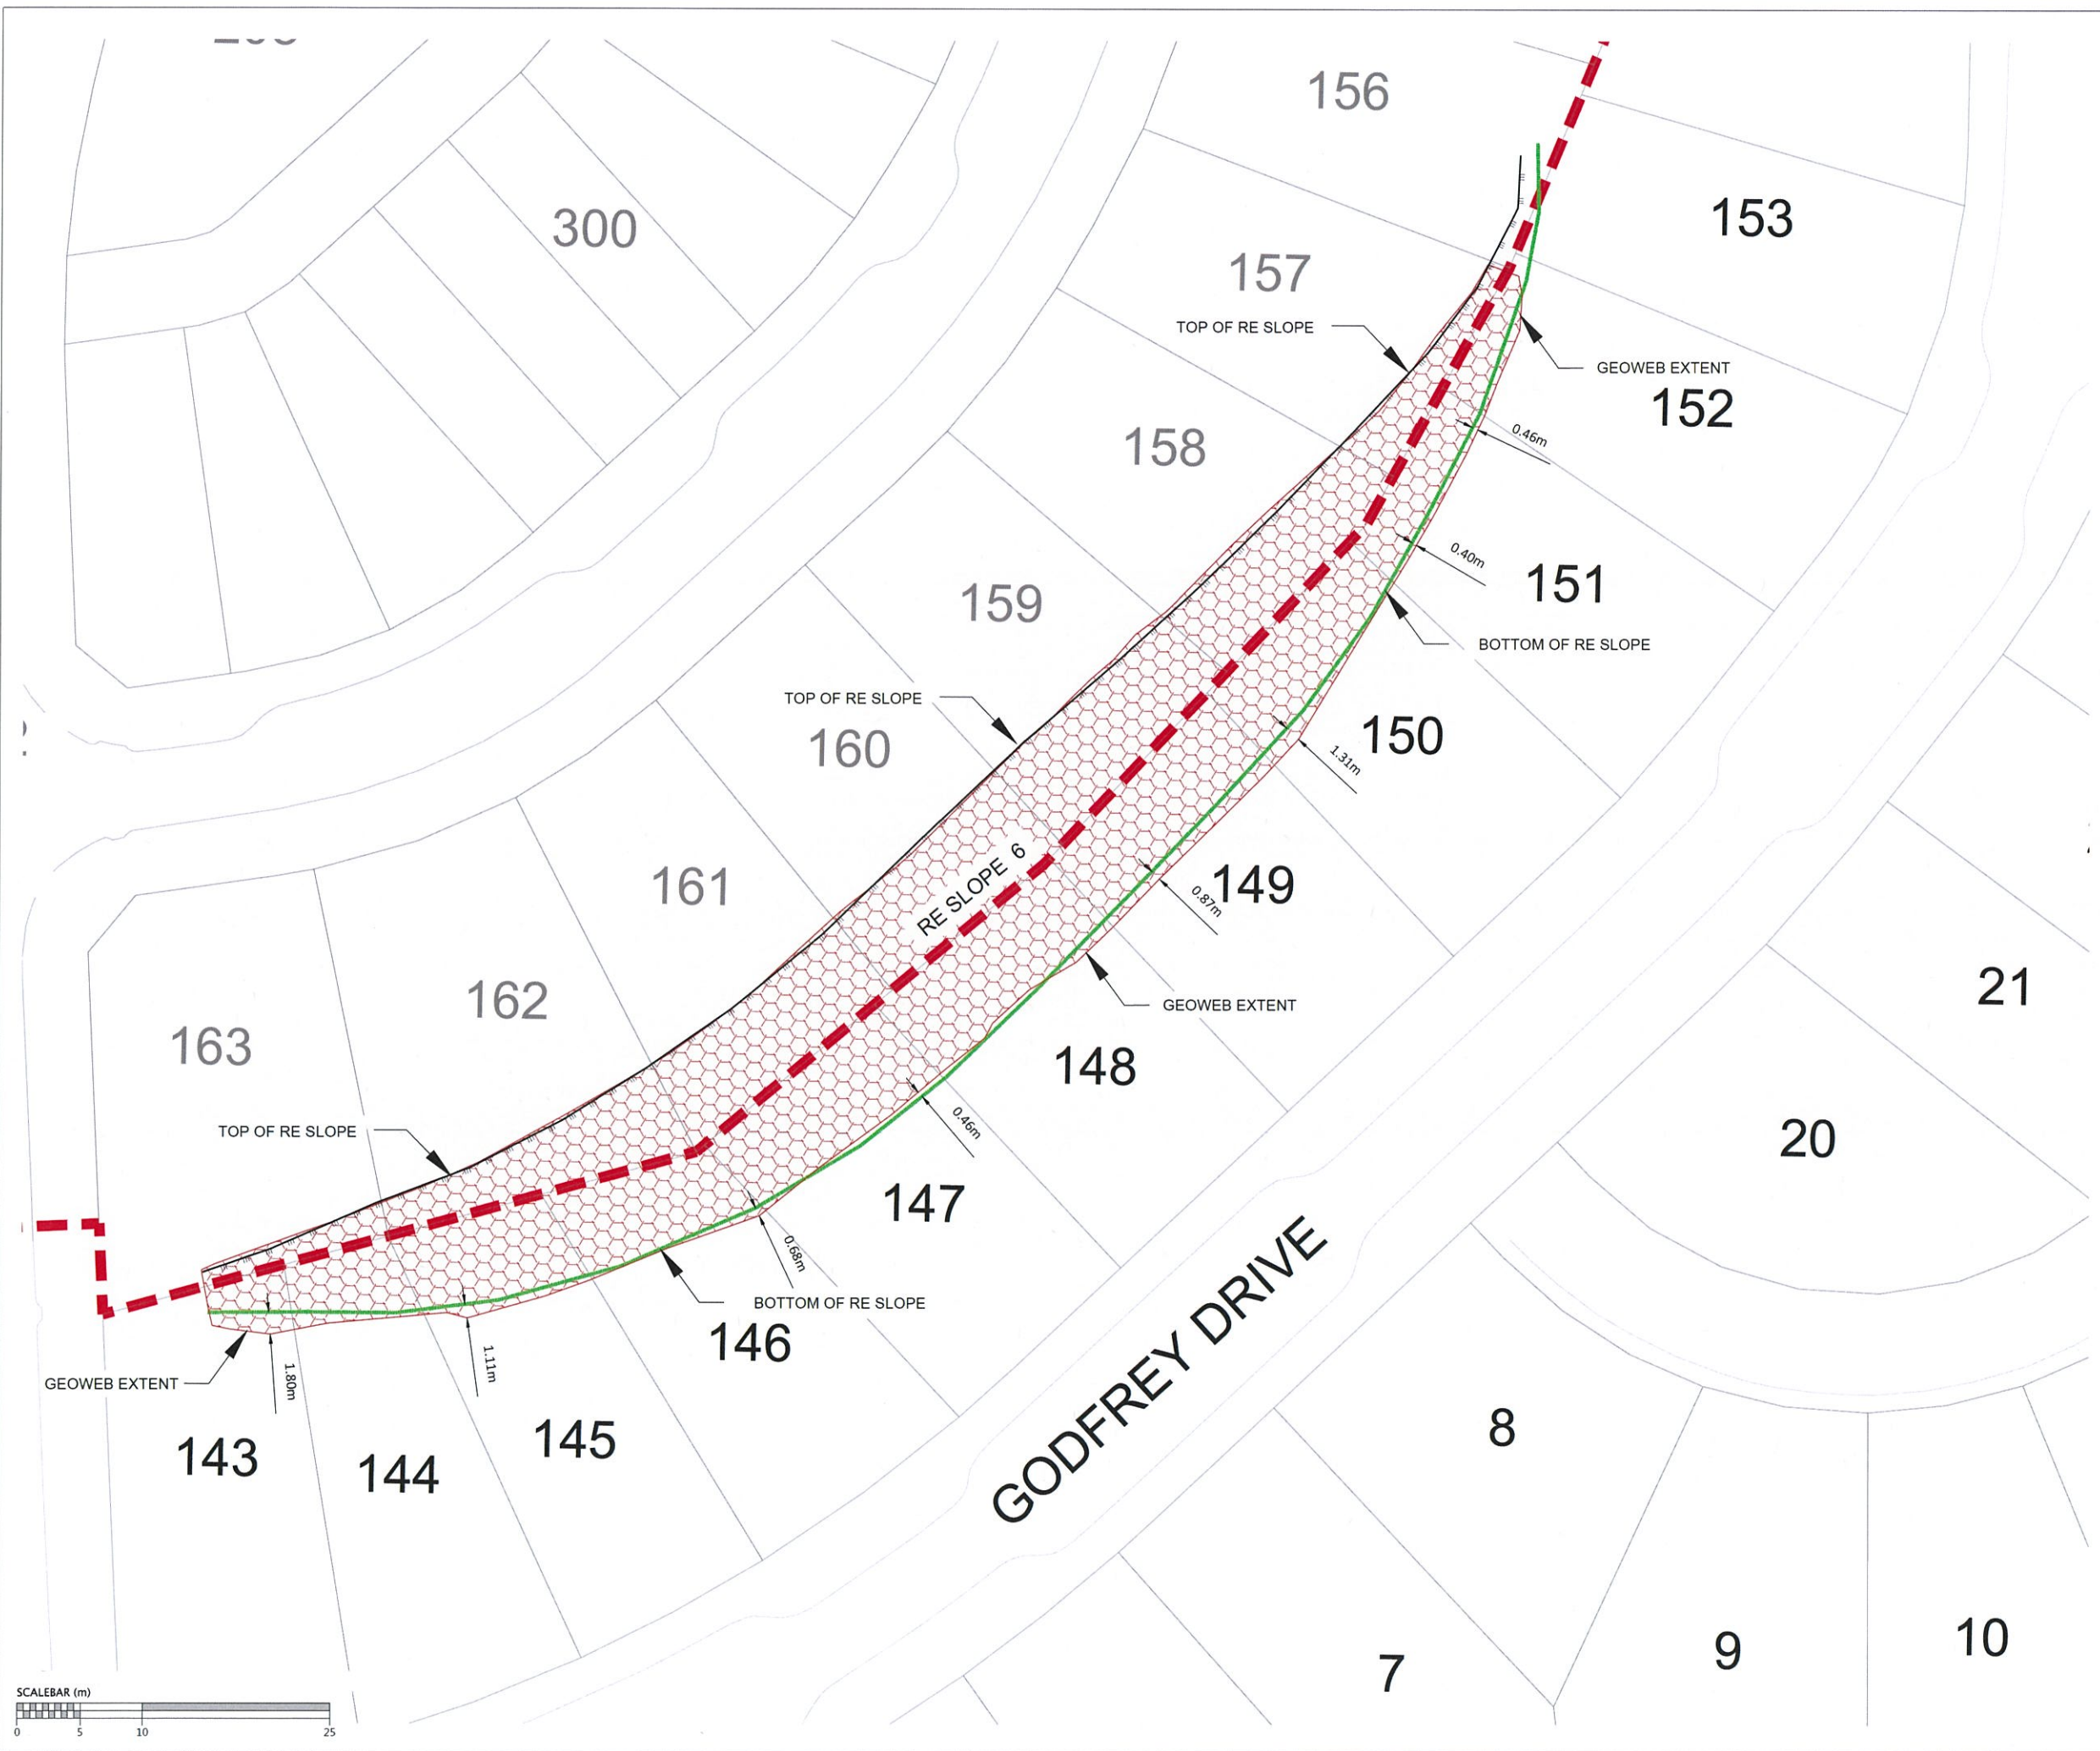 156
153
300
157
TOP OF RE SLOPE
GEOWEB EXTENT
152
158
0.46m
0.40m
151
159
BOTTOM OF RE SLOPE
TOP OF RE SLOPE
160
150
1.31m
161
RE SLOPE 6
149
0.87m
162
GEOWEB EXTENT
21
163
148
0.46m
TOP OF RE SLOPE
20
147
0.68m
BOTTOM OF RE SLOPE
146
GODFREY DRIVE
1.11m
1.80m
GEOWEB EXTENT
143
144
145
8
9
10
7
SCALEBAR (m)
0 5 10 25